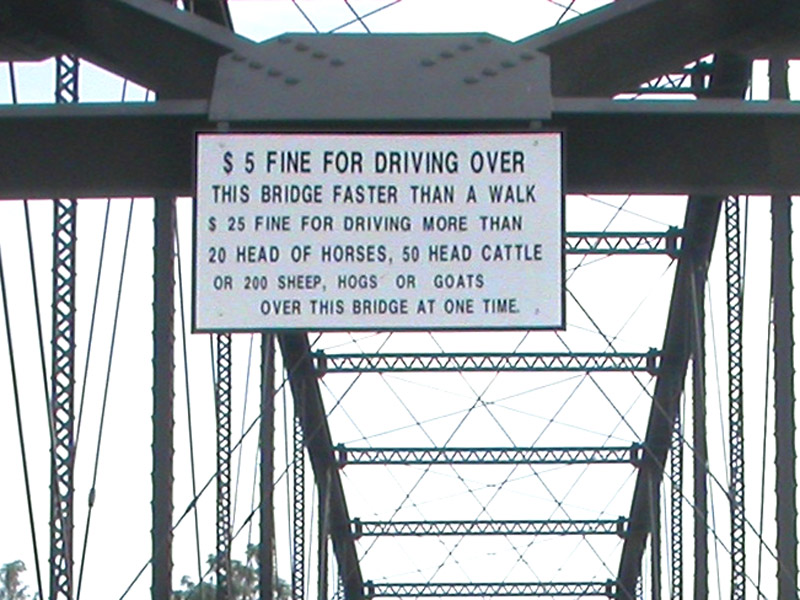 $ 5 FINE FOR DRIVING OVER
THIS BRIDGE FASTER THAN A WALK
$ 25 FINE FOR DRIVING MORE THAN
20 HEAD OF HORSES, 50 HEAD CATTLE
OR 200 SHEEP, HOGS OR GOATS
OVER THIS BRIDGE AT ONE TIME.